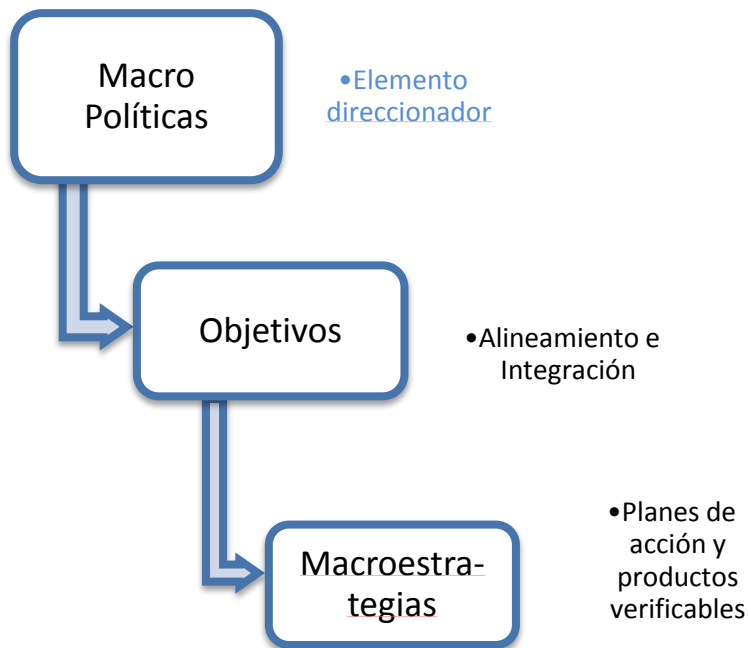 Macro
Políticas
•Elemento
direccionador
Objetivos
•Alineamiento e
Integración
Macroestra-
tegias
•Planes de
acción y
productos
verificables